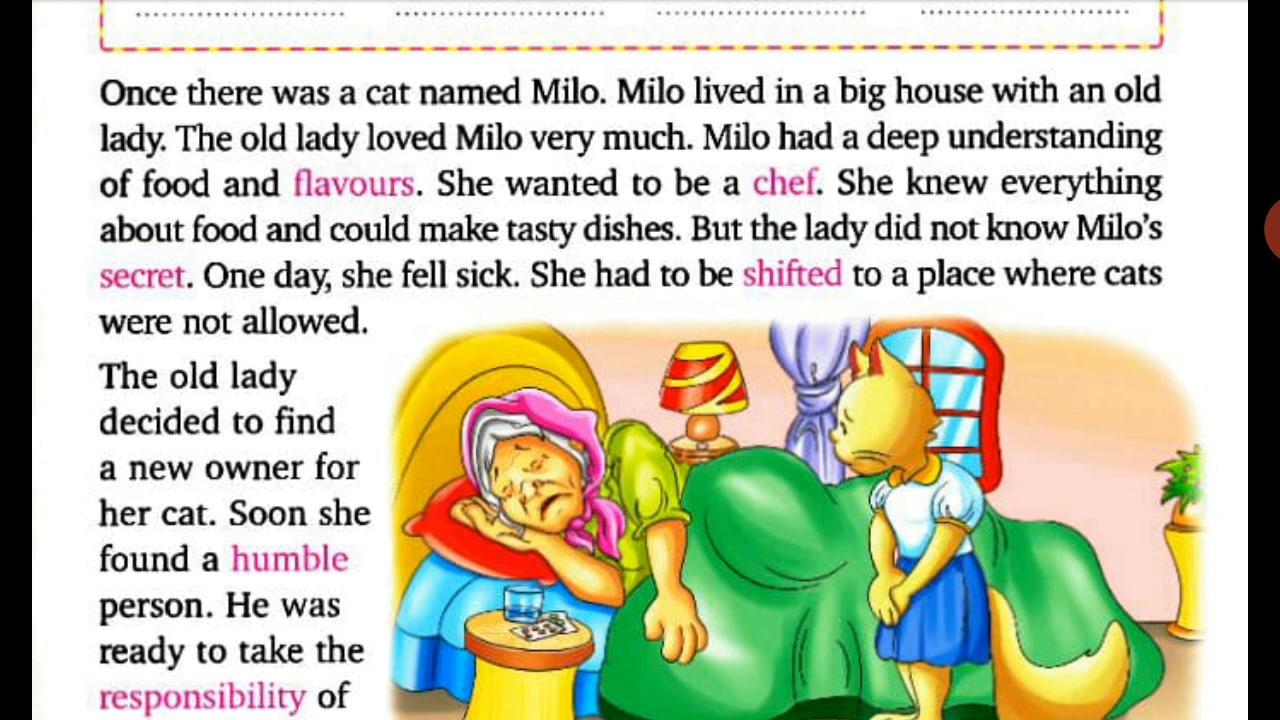 Once there was a cat named Milo. Milo lived in a big house with an old
lady. The old lady loved Milo very much. Milo had a deep understanding
of food and flavours. She wanted to be a chef. She knew everything
about food and could make tasty dishes. But the lady did not know Milo’s
secret. One day, she fell sick. She had to be shifted to a place where cats
were not allowed.
The old lady
decided to find
a new owner for
her cat. Soon she
found a humble
person. He was
ready to take the
responsibility of